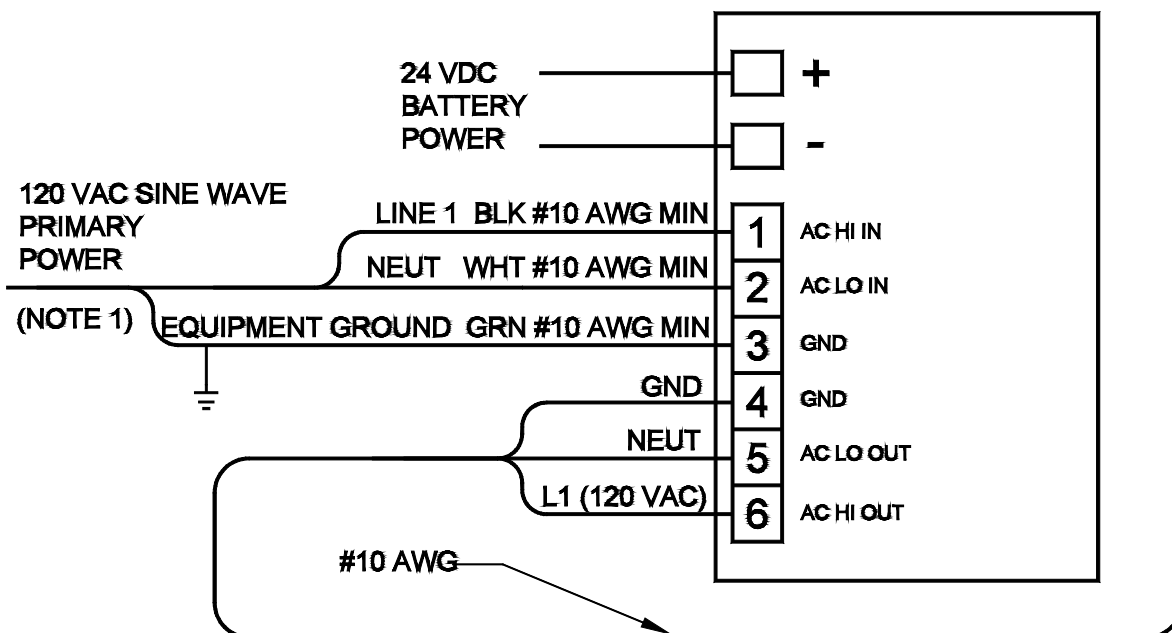 24 VDC
BATTERY
POWER
+
-
120 VAC SINE WAVE
PRIMARY
POWER
(NOTE 1)
LINE 1 BLK #10 AWG MIN
1
AC HI IN
NEUT WHT #10 AWG MIN
2
AC LO IN
EQUIPMENT GROUND GRN #10 AWG MIN
3
GND
GND
4
GND
NEUT
5
AC LO OUT
L1 (120 VAC)
6
AC HI OUT
#10 AWG